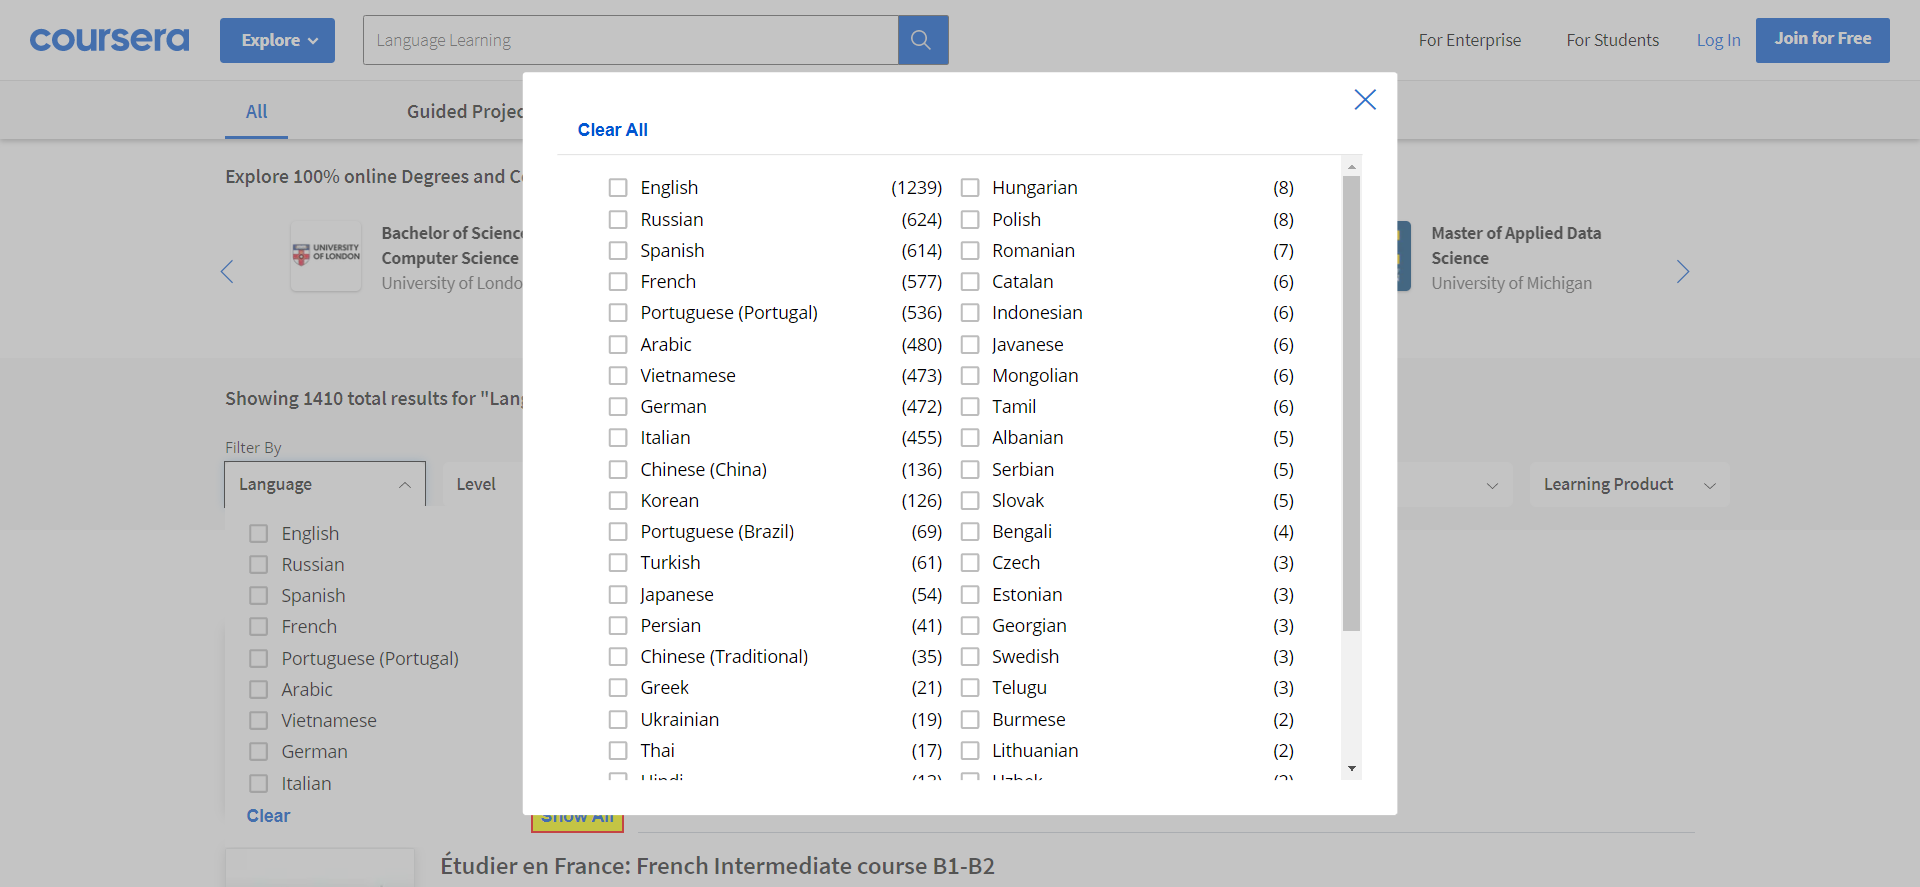 coursera
Explore
Language Learning
For Enterprise
For Students
Log In
Join for Free
All
Guided Projec
Explore 100% online Degrees and C
UNIVERSITY
OF LONDON
Bachelor of Scienc
Computer Science
University of Londo
Master of Applied Data
Science
University of Michigan
Showing 1410 total results for "Lan
Filter By
Language
Level
Learning Product
English
Russian
Spanish
French
Portuguese (Portugal)
Arabic
Vietnamese
German
Italian
Clear
Clear All
English (1239)
Russian (624)
Spanish (614)
French (577)
Portuguese (Portugal) (536)
Arabic (480)
Vietnamese (473)
German (472)
Italian (455)
Chinese (China) (136)
Korean (126)
Portuguese (Brazil) (69)
Turkish (61)
Japanese (54)
Persian (41)
Chinese (Traditional) (35)
Greek (21)
Ukrainian (19)
Thai (17)
Hindi
Hungarian (8)
Polish (8)
Romanian (7)
Catalan (6)
Indonesian (6)
Javanese (6)
Mongolian (6)
Tamil (6)
Albanian (5)
Serbian (5)
Slovak (5)
Bengali (4)
Czech (3)
Estonian (3)
Georgian (3)
Swedish (3)
Telugu (3)
Burmese (2)
Lithuanian (2)
Uzbek
Show All
Étudier en France: French Intermediate course B1-B2